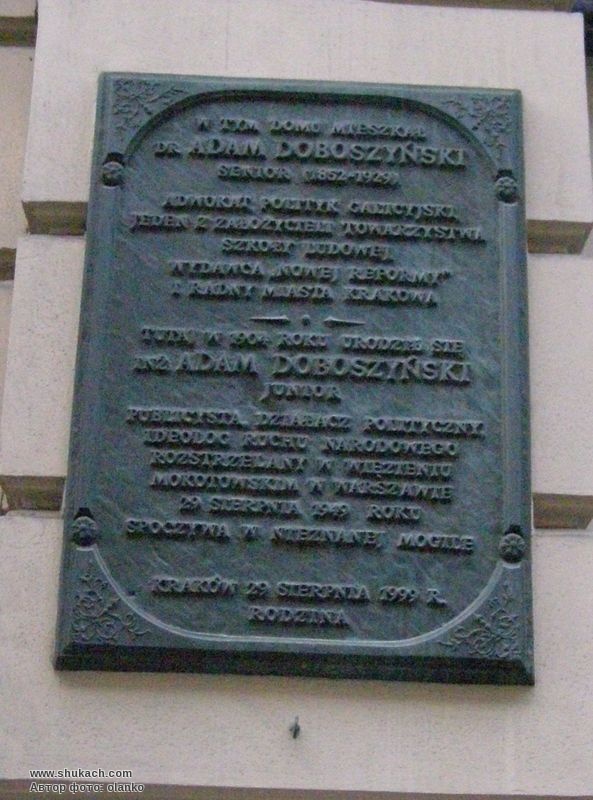 W TYM DOMU MIESZKAŁ
DR ADAM DOBOSZYŃSKI
SENIOR (1852-1929)
ADWOKAT POLITYK GALICYJSKI
JEDEN Z ZAŁOŻYCIELI TOWARZYSTWA
SZKOŁY LUDOWEJ
WYDAWCA „NOWEJ REFORMY”
I RADNY MIASTA KRAKOWA
TUTAJ W 1904 ROKU URODZIŁ SIĘ
INŻ ADAM DOBOSZYŃSKI
JUNIOR
PUBLICYSTA DZIAŁACZ POLITYCZNY
IDEOLOG RUCHU NARODOWEGO
ROZSTRZELANY W WIĘZIENIU
MOKOTOWSKIM W WARSZAWIE
29 SIERPNIA 1949 ROKU
SPOCZYWA W NIEZNANEJ MOGILE
KRAKÓW 29 SIERPNIA 1999 R.
RODZINA
www.shukach.com
Автор фото: olanko